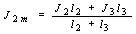 J₂ₘ = (J₂l₂ + J₃l₃) / (l₂ + l₃)